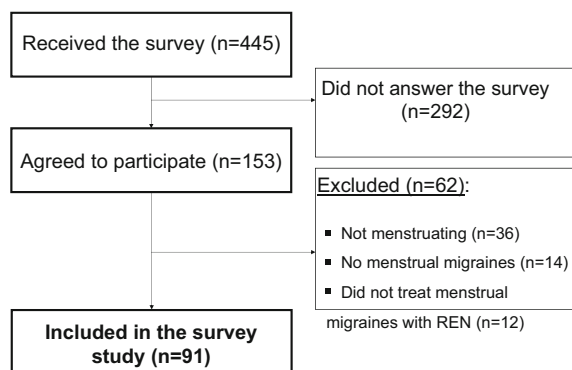 Received the survey (n=445)
Did not answer the survey
(n=292)
Agreed to participate (n=153)
Excluded (n=62):
▪ Not menstruating (n=36)
▪ No menstrual migraines (n=14)
▪ Did not treat menstrual
migraines with REN (n=12)
Included in the survey
study (n=91)